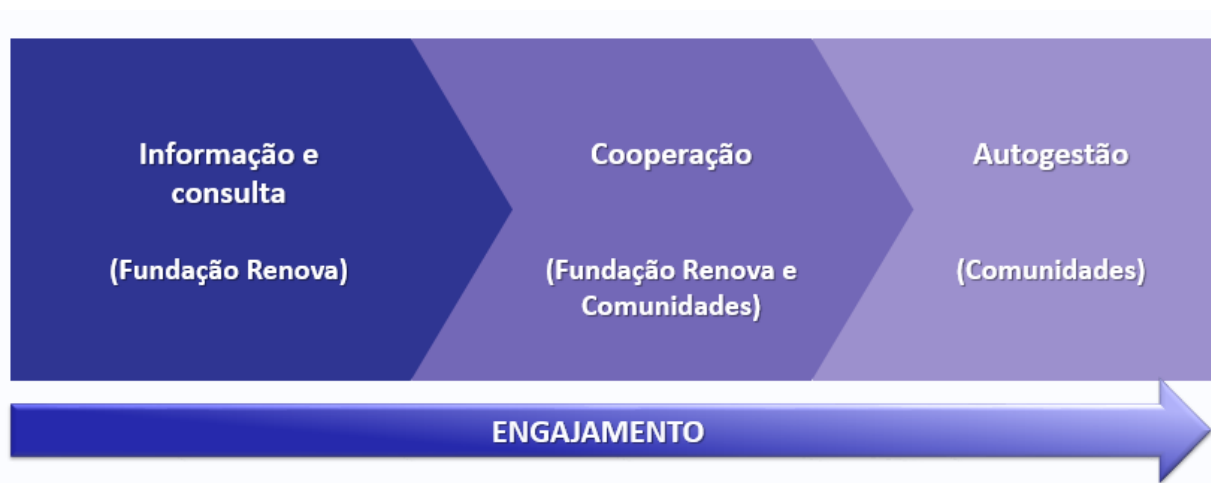 Informação e
consulta
(Fundação Renova)
Cooperação
(Fundação Renova e
Comunidades)
Autogestão
(Comunidades)
ENGAJAMENTO